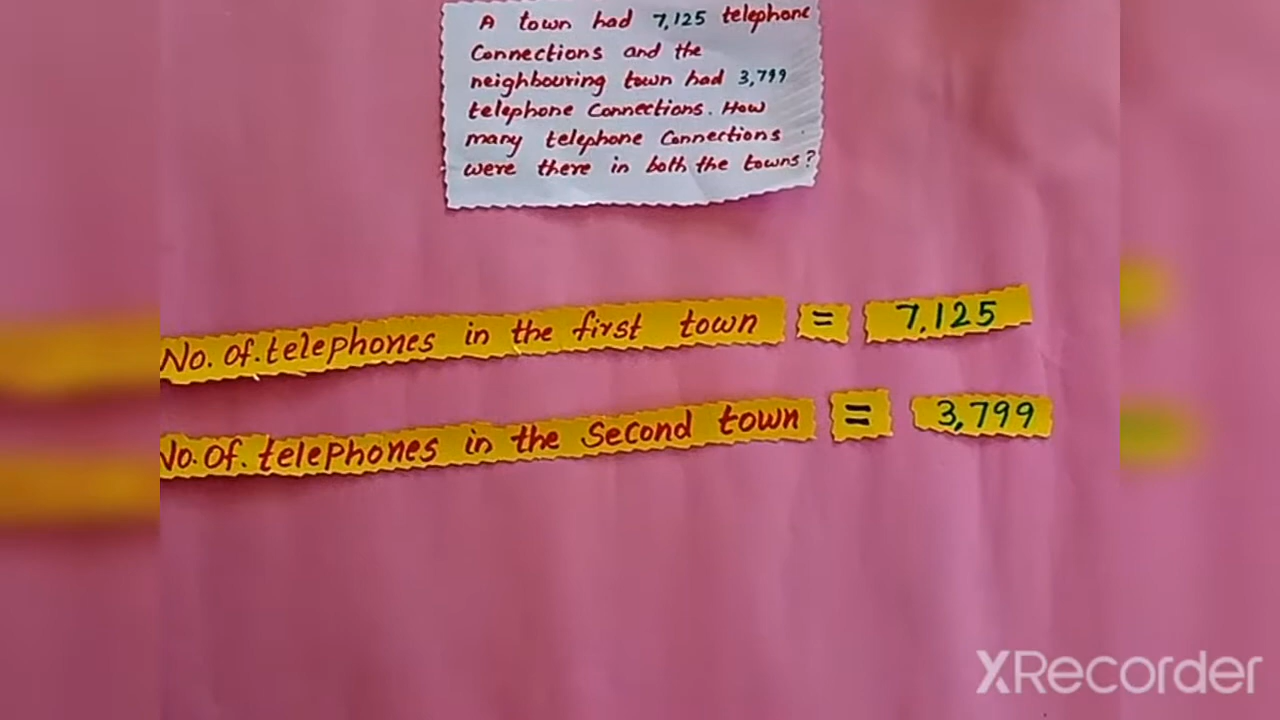 A town had 7,125 telephone
Connections and the
neighbouring town had 3,799
telephone Connections. How
many telephone Connections
were there in both the towns?
No. of. telephones in the first town = 7,125
No. Of. telephones in the Second town = 3,799
XRecorder